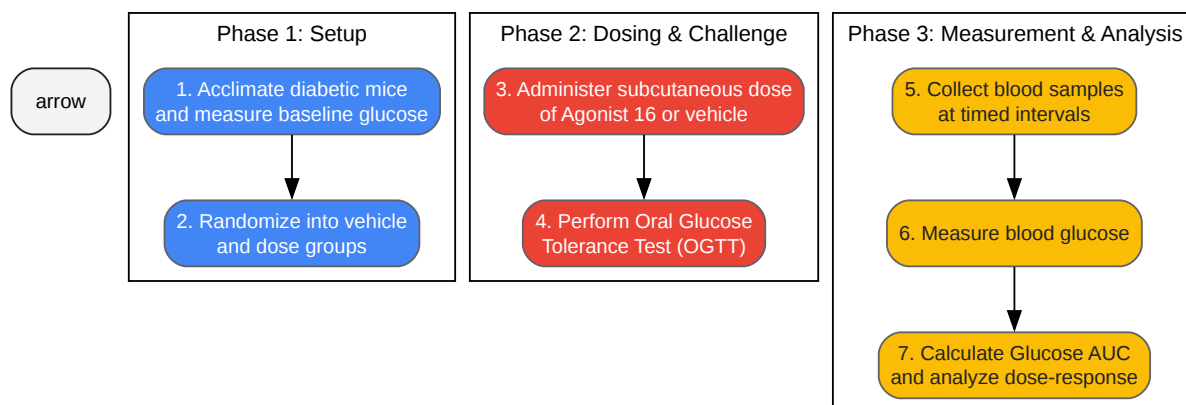 arrow
Phase 1: Setup
1. Acclimate diabetic mice
and measure baseline glucose
2. Randomize into vehicle
and dose groups
Phase 2: Dosing & Challenge
3. Administer subcutaneous dose
of Agonist 16 or vehicle
4. Perform Oral Glucose
Tolerance Test (OGTT)
Phase 3: Measurement & Analysis
5. Collect blood samples
at timed intervals
6. Measure blood glucose
7. Calculate Glucose AUC
and analyze dose-response